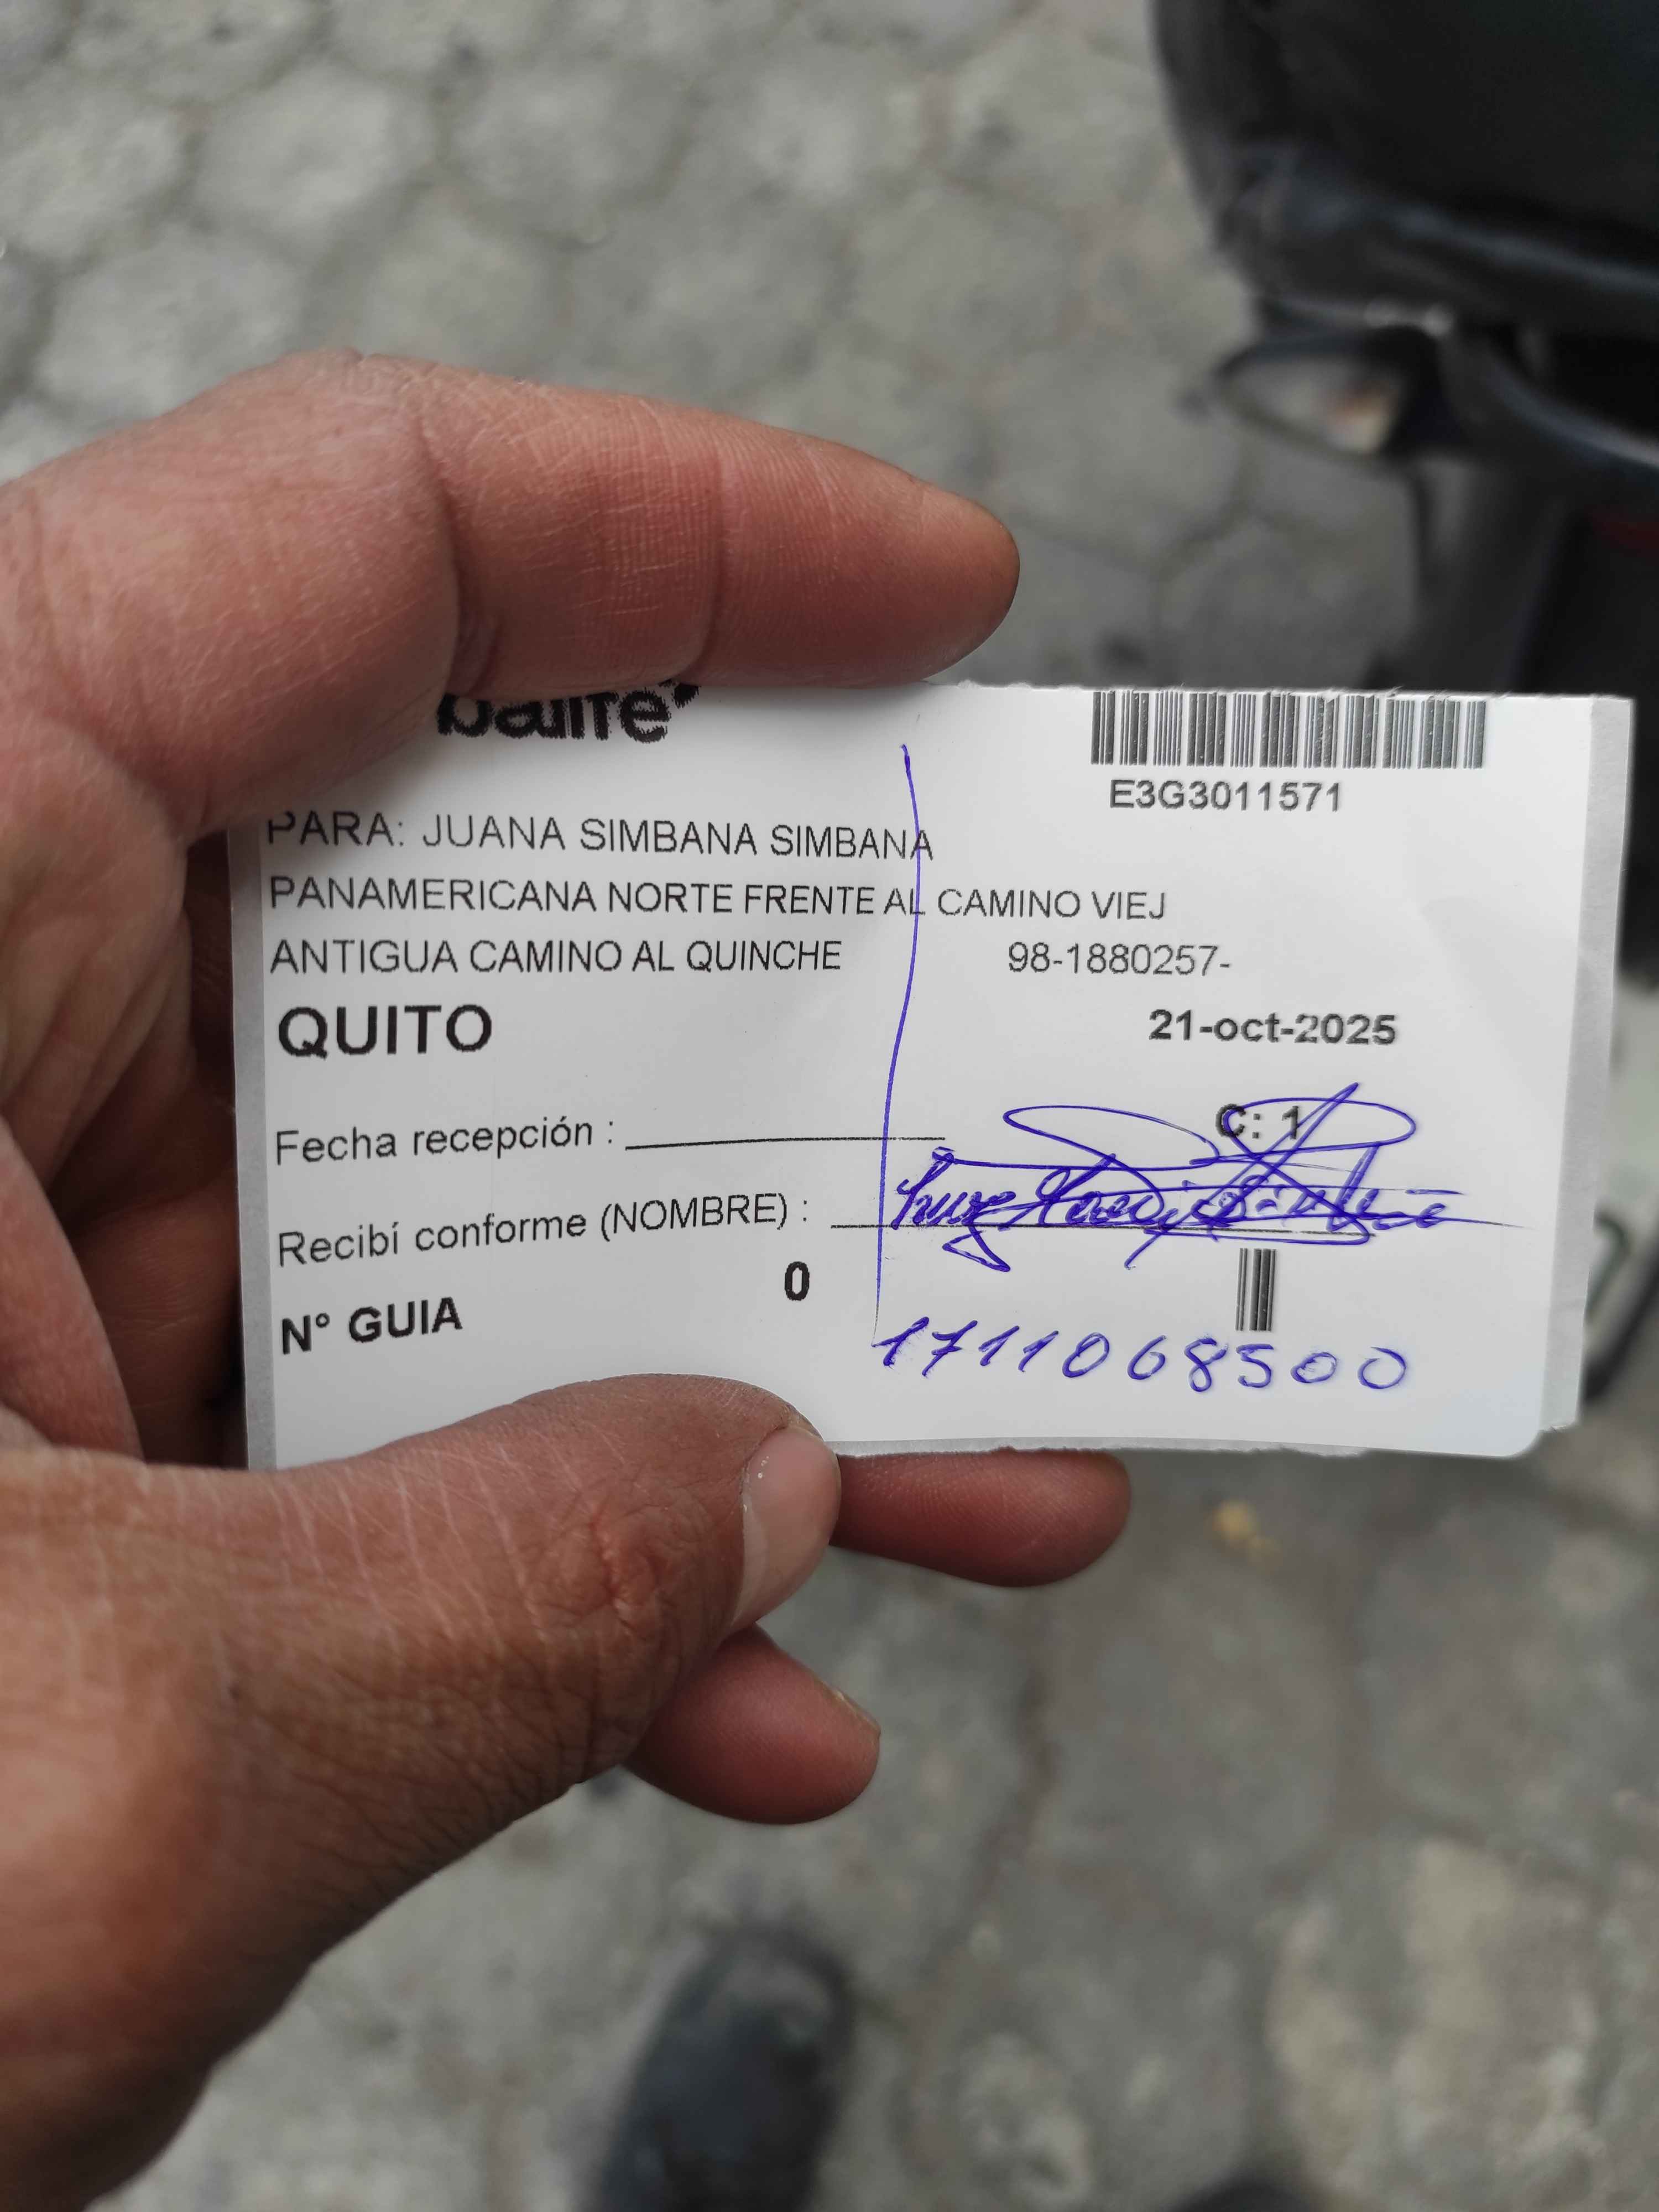 E3G3011571
PARA: JUANA SIMBANA SIMBANA
PANAMERICANA NORTE FRENTE AL CAMINO VIEJ
ANTIGUA CAMINO AL QUINCHE 98-1880257-
QUITO 21-oct-2025
C: 1
Fecha recepción :
Recibí conforme (NOMBRE) :
0
N° GUIA
1711068500